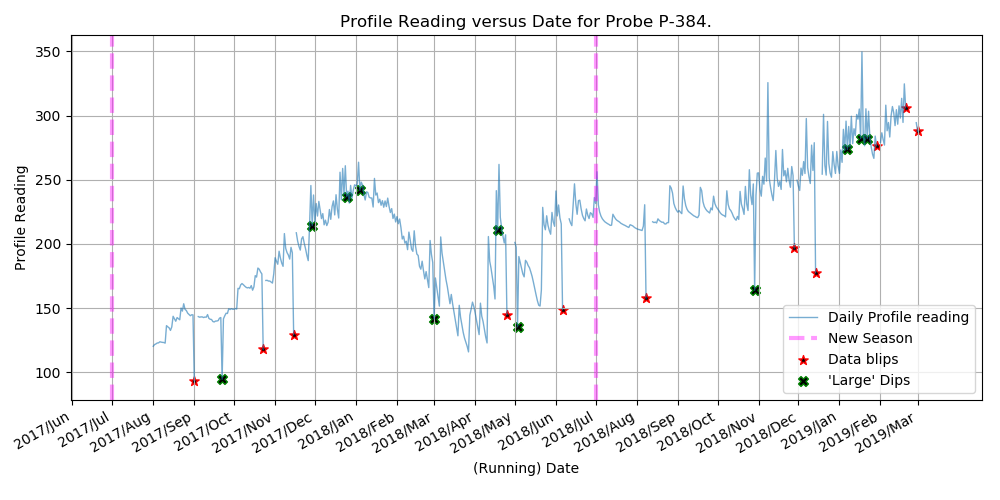 Profile Reading versus Date for Probe P-384.
Profile Reading
350
300
250
200
150
100
Daily Profile reading
New Season
Data blips
'Large' Dips
2017/Jun
2017/Jul
2017/Aug
2017/Sep
2017/Oct
2017/Nov
2017/Dec
2018/Jan
2018/Feb
2018/Mar
2018/Apr
2018/May
2018/Jun
2018/Jul
2018/Aug
2018/Sep
2018/Oct
2018/Nov
2018/Dec
2019/Jan
2019/Feb
2019/Mar
(Running) Date